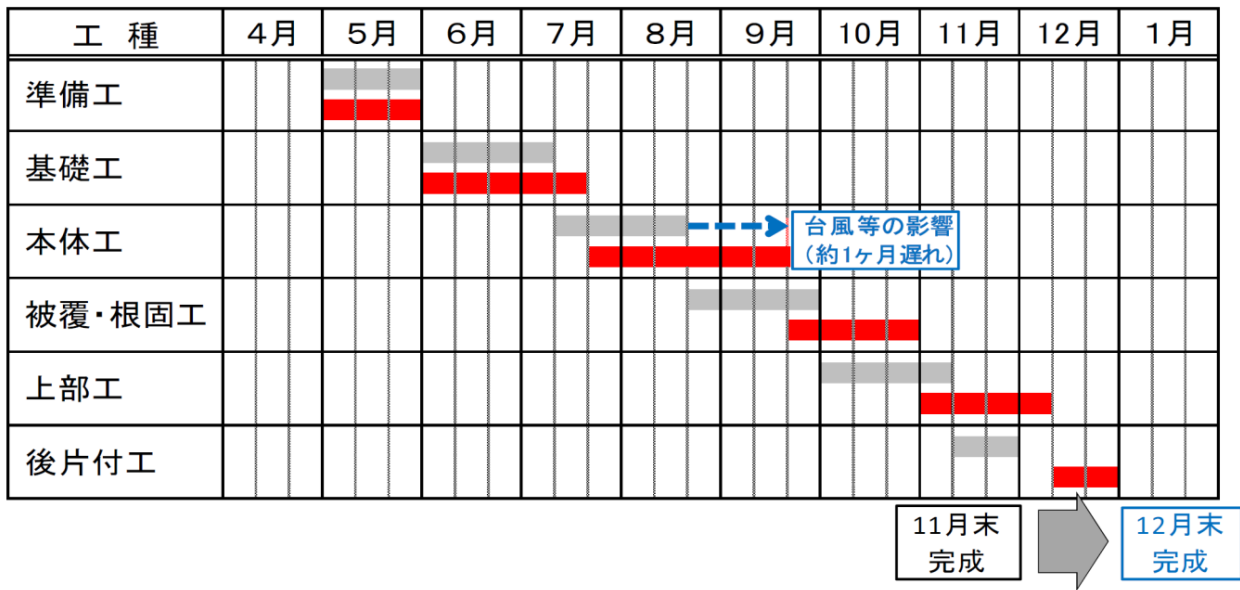 工種 4月 5月 6月 7月 8月 9月 10月 11月 12月 1月
準備工
基礎工
本体工
台風等の影響
(約1ヶ月遅れ)
被覆・根固工
上部工
後片付工
11月末
完成
12月末
完成